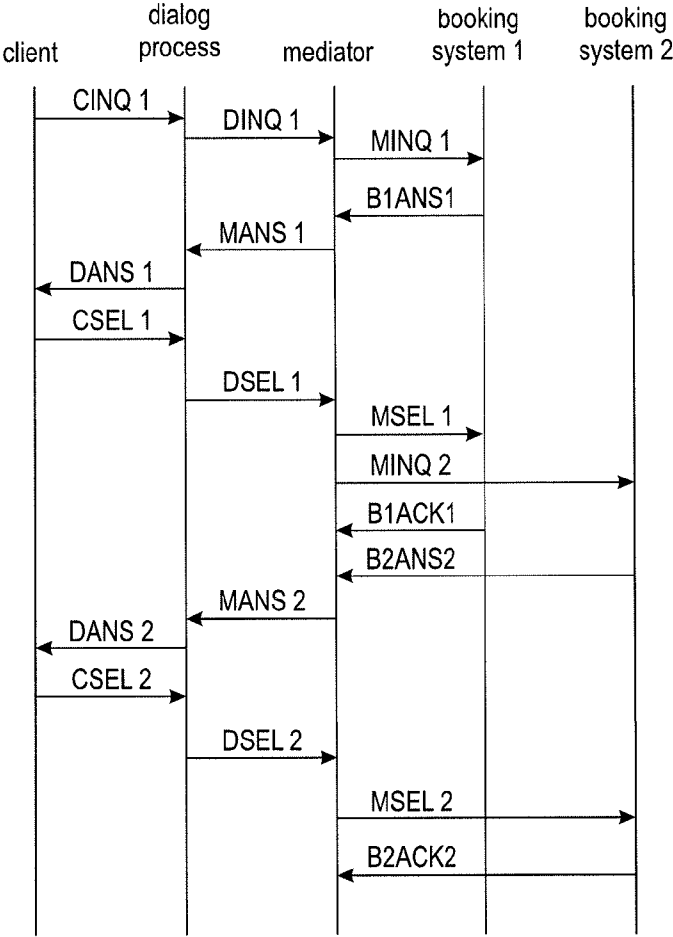 client
dialog
process
mediator
booking
system 1
booking
system 2
CINQ 1
DINQ 1
MINQ 1
B1ANS1
MANS 1
DANS 1
CSEL 1
DSEL 1
MSEL 1
MINQ 2
B1ACK1
B2ANS2
MANS 2
DANS 2
CSEL 2
DSEL 2
MSEL 2
B2ACK2